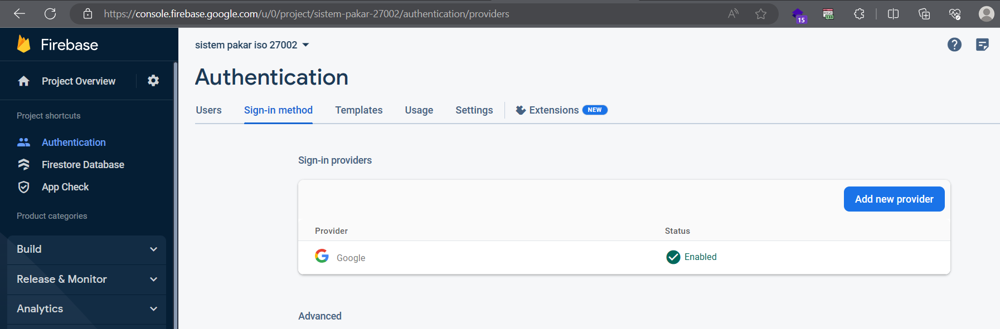 https://console.firebase.google.com/u/0/project/sistem-pakar-27002/authentication/providers
A
15
Firebase
sistem pakar iso 27002
?
Project Overview
Authentication
Users Sign-in method Templates Usage Settings Extensions NEW
Project shortcuts
Authentication
Firestore Database
App Check
Product categories
Build
Release & Monitor
Analytics
Sign-in providers
Add new provider
Provider Status
Google Enabled
Advanced